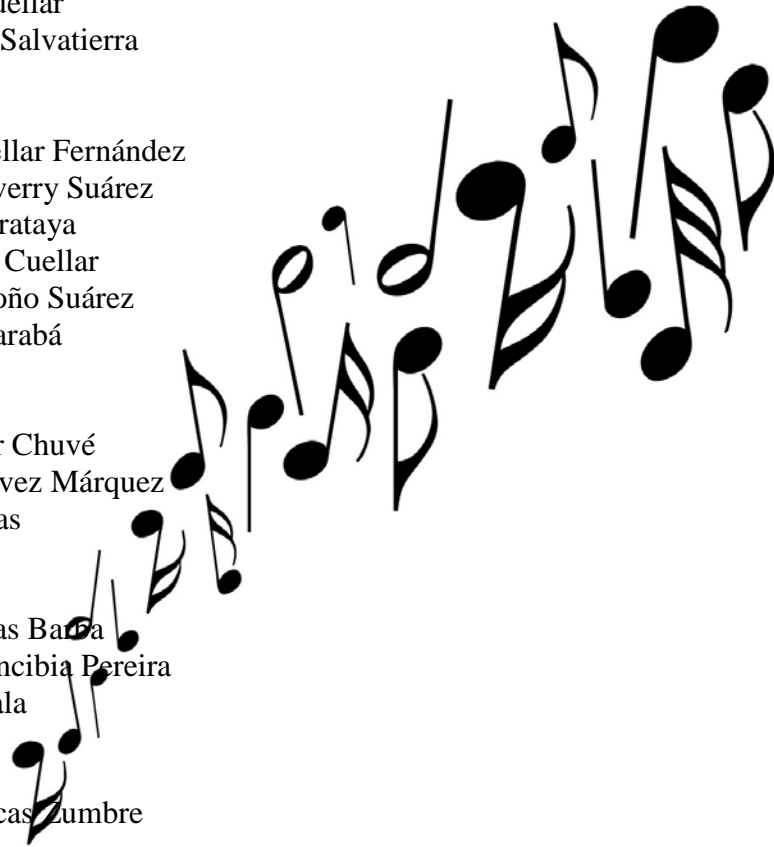 uellar
Salvatierra
ellar Fernández
verry Suárez
rataya
Cuellar
oño Suárez
arabá
r Chuvé
vez Márquez
as
as Barba
ncibia Pereira
ala
cas Zumbre